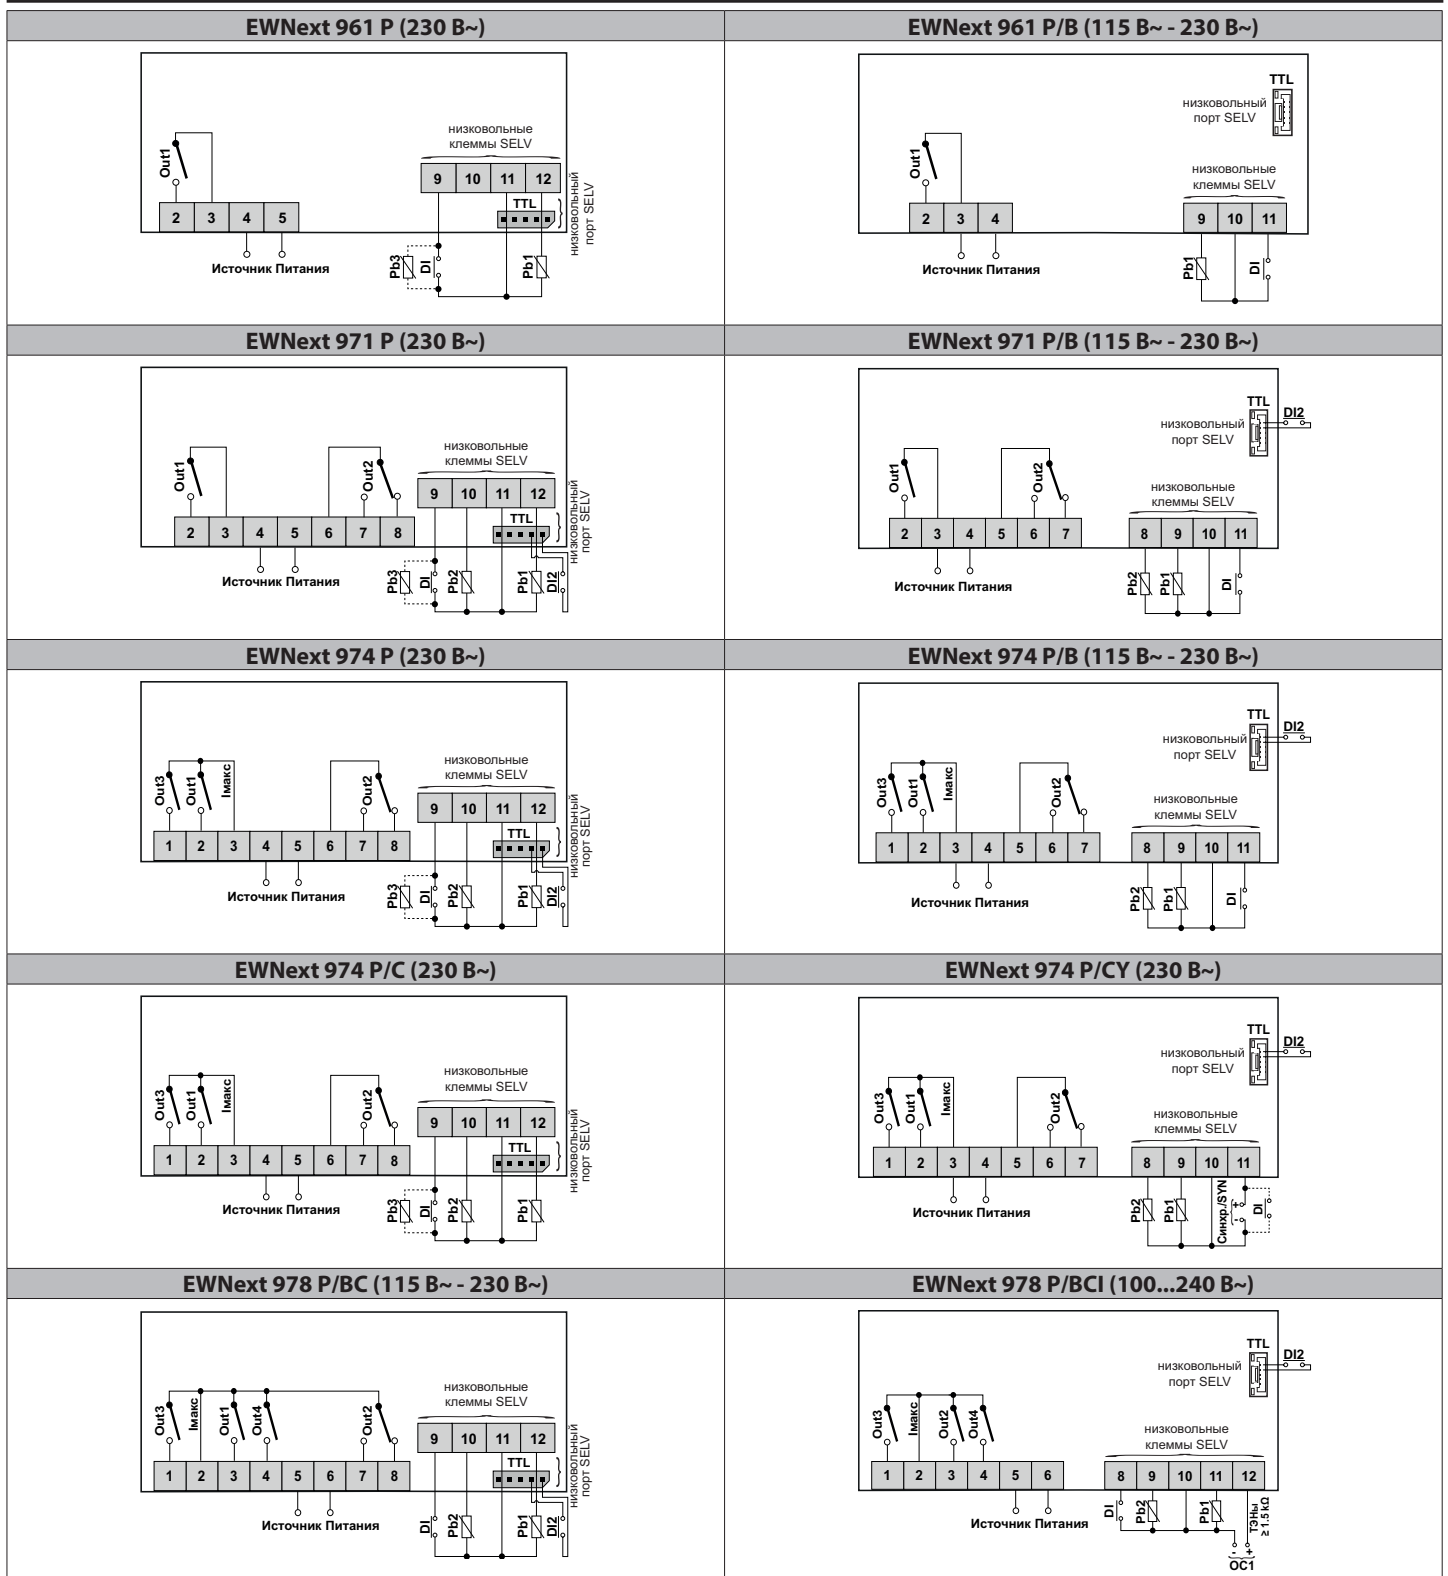 EWNext 961 P (230 В~)
EWNext 961 P/B (115 В~ - 230 В~)
Out1
2 3 4 5
Источник Питания
низковольные
клеммы SELV
9 10 11 12
TTL
низковольный
порт SELV
Pb3
DI
Pb1
TTL
низковольный
порт SELV
Out1
2 3 4
Источник Питания
низковольные
клеммы SELV
9 10 11
Pb1
DI
EWNext 971 P (230 В~)
EWNext 971 P/B (115 В~ - 230 В~)
Out1
Out2
2 3 4 5 6 7 8
Источник Питания
низковольные
клеммы SELV
9 10 11 12
TTL
низковольный
порт SELV
Pb3
DI
Pb2
Pb1
DI2
TTL
DI2
низковольный
порт SELV
Out1
Out2
2 3 4 5 6 7
Источник Питания
низковольные
клеммы SELV
8 9 10 11
Pb2
Pb1
DI
EWNext 974 P (230 В~)
EWNext 974 P/B (115 В~ - 230 В~)
Out3
Out1
Iмакс
Out2
1 2 3 4 5 6 7 8
Источник Питания
низковольные
клеммы SELV
9 10 11 12
TTL
низковольный
порт SELV
Pb3
DI
Pb2
Pb1
DI2
TTL
DI2
низковольный
порт SELV
Out3
Out1
Iмакс
Out2
1 2 3 4 5 6 7
Источник Питания
низковольные
клеммы SELV
8 9 10 11
Pb2
Pb1
DI
EWNext 974 P/C (230 В~)
EWNext 974 P/CY (230 В~)
Out3
Out1
Iмакс
Out2
1 2 3 4 5 6 7 8
Источник Питания
низковольные
клеммы SELV
9 10 11 12
TTL
низковольный
порт SELV
Pb3
DI
Pb2
Pb1
TTL
DI2
низковольный
порт SELV
Out3
Out1
Iмакс
Out2
1 2 3 4 5 6 7
Источник Питания
низковольные
клеммы SELV
8 9 10 11
Pb2
Pb1
Синхр./SYN
+
-
DI
EWNext 978 P/BC (115 В~ - 230 В~)
EWNext 978 P/BCI (100...240 В~)
Out3
Iмакс
Out1
Out4
Out2
1 2 3 4 5 6 7 8
Источник Питания
низковольные
клеммы SELV
9 10 11 12
TTL
низковольный
порт SELV
DI
Pb2
Pb1
DI2
TTL
DI2
низковольный
порт SELV
Out3
Iмакс
Out2
Out4
1 2 3 4 5 6
Источник Питания
низковольные
клеммы SELV
8 9 10 11 12
DI
Pb2
Pb1
ТЭНы
≥ 1.5 kΩ
- +
OC1